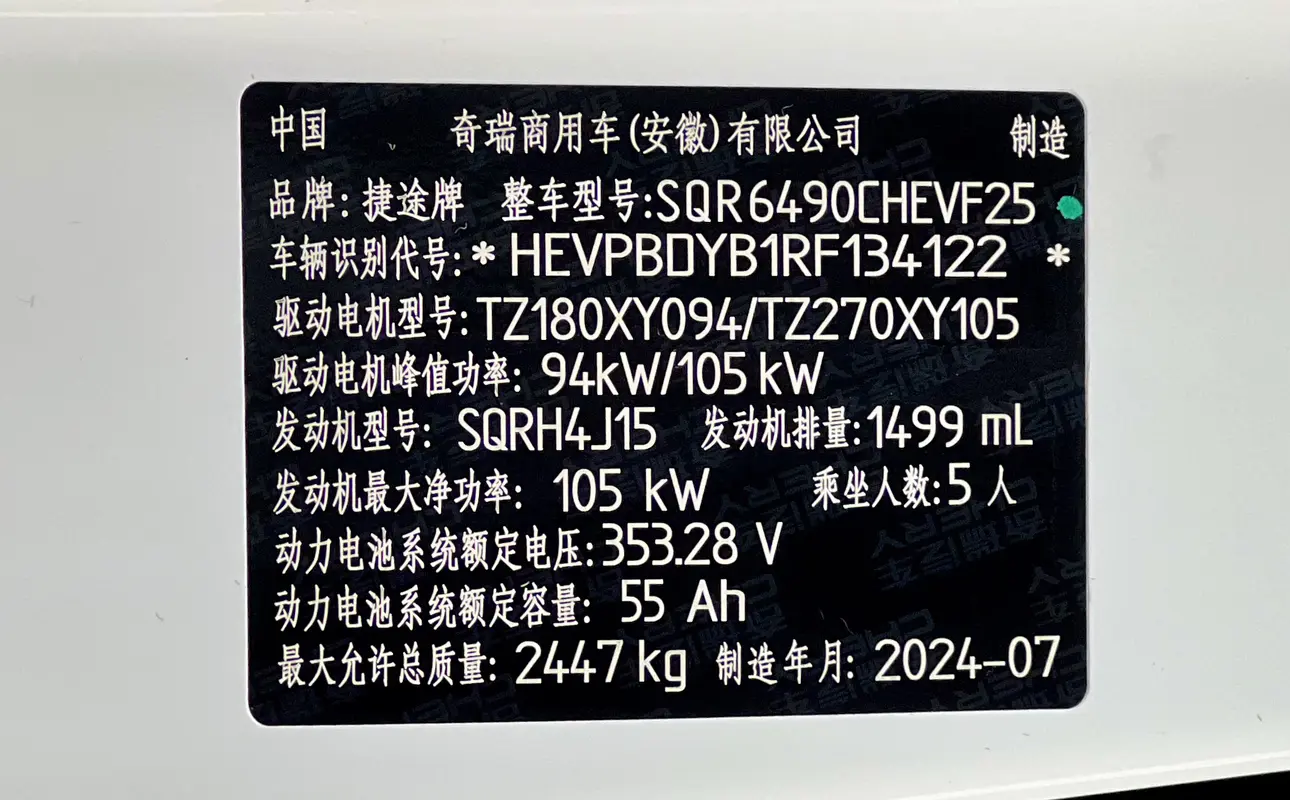 中国 奇瑞商用车(安徽)有限公司 制造
品牌: 捷途牌 整车型号:SQR6490CHEVF25
车辆识别代号:*HEVPBDYB1RF134122 *
驱动电机型号:TZ180XY094/TZ270XY105
驱动电机峰值功率: 94kW/105kW
发动机型号: SQRH4J15 发动机排量:1499 mL
发动机最大净功率: 105 kW 乘坐人数:5 人
动力电池系统额定电压:353.28 V
动力电池系统额定容量: 55 Ah
最大允许总质量: 2447 kg 制造年月: 2024-07